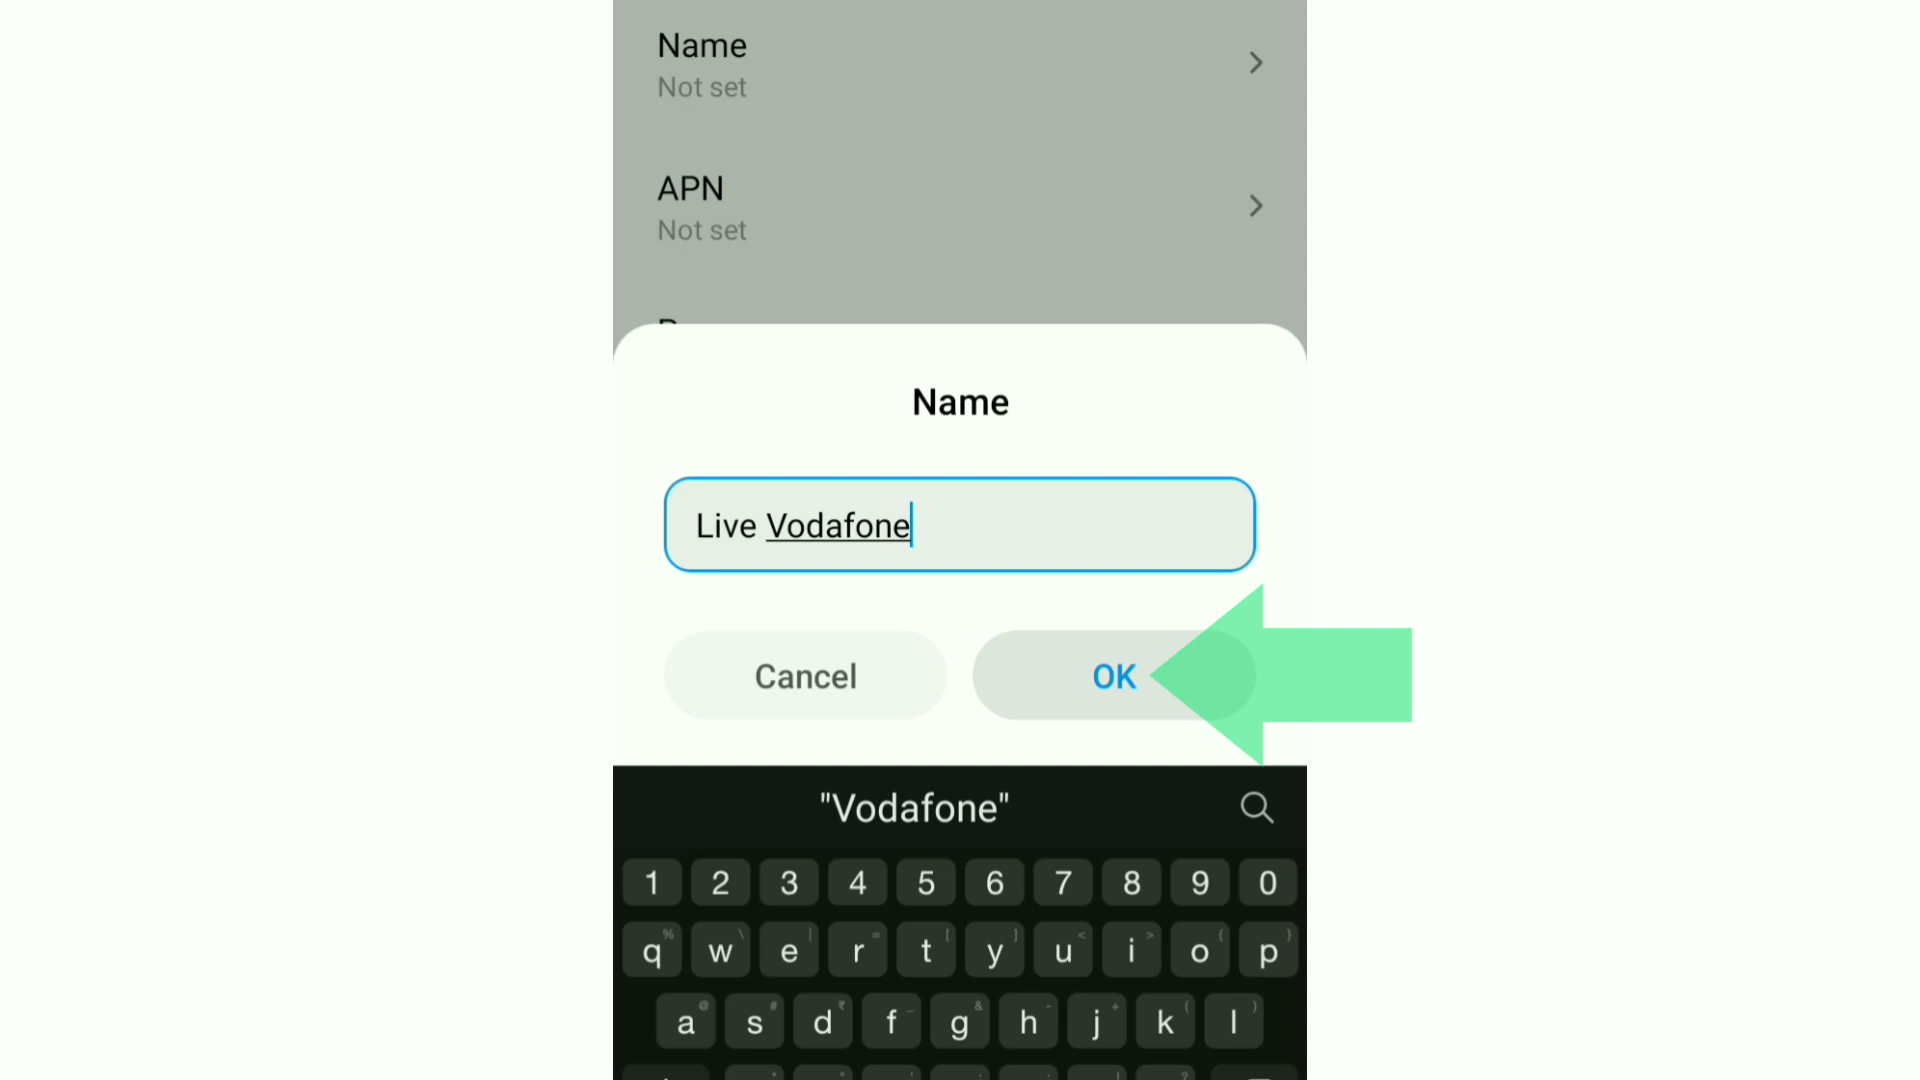 Name
Not set
APN
Not set
Name
Live Vodafone
Cancel
OK
"Vodafone"
1 2 3 4 5 6 7 8 9 0
q w e r t y u i o p
a s d f g h j k l